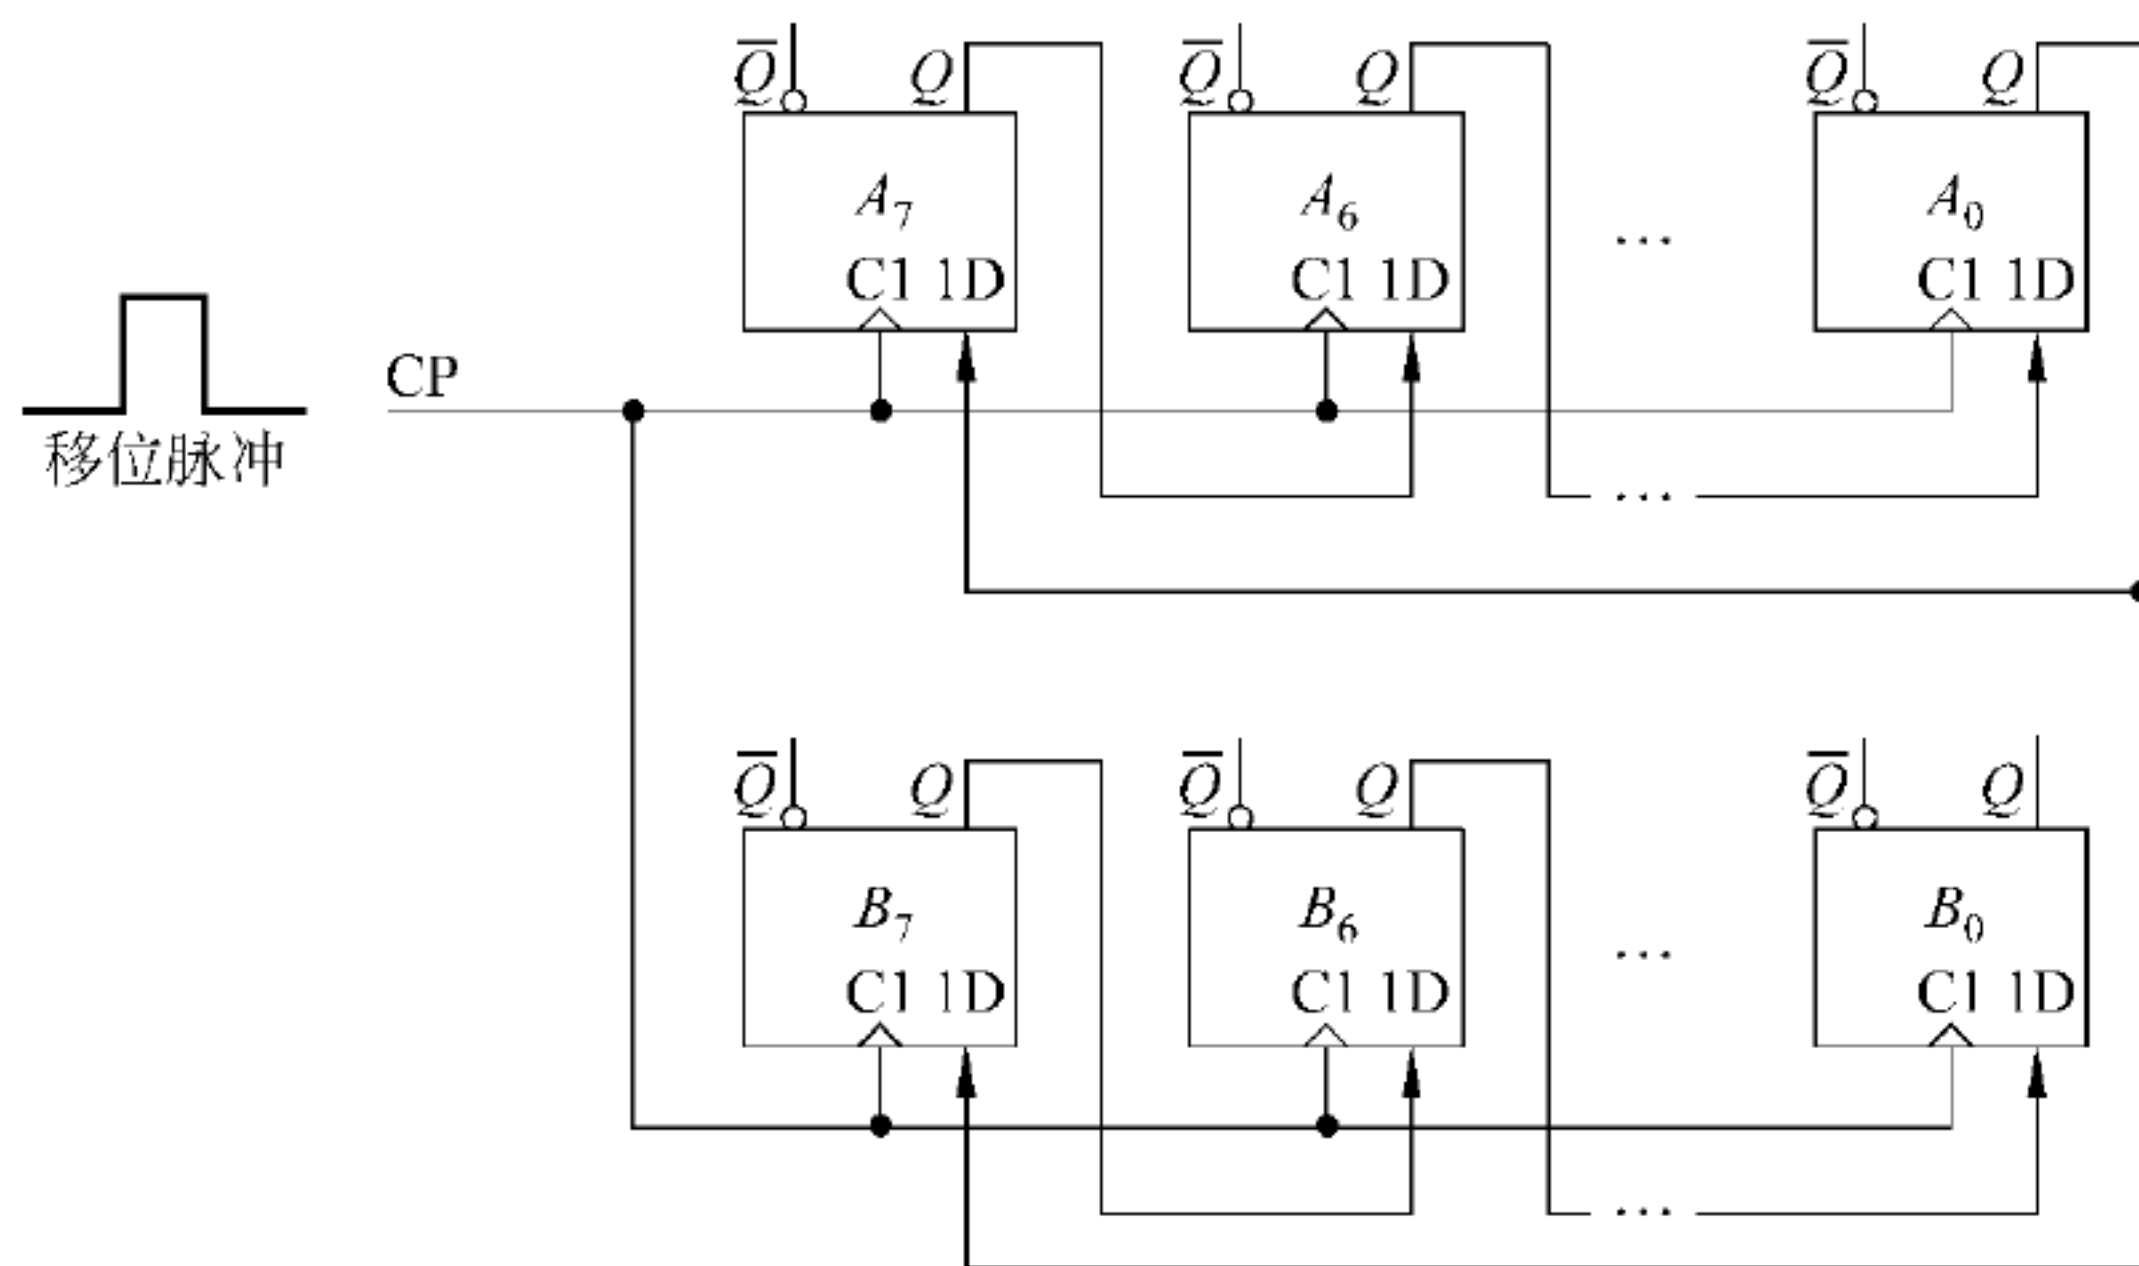 Q̅ Q Q̅ Q Q̅ Q
A₇ A₆ … A₀
C1 1D C1 1D C1 1D
CP
移位脉冲
…
Q̅ Q Q̅ Q Q̅ Q
B₇ B₆ … B₀
C1 1D C1 1D C1 1D
…